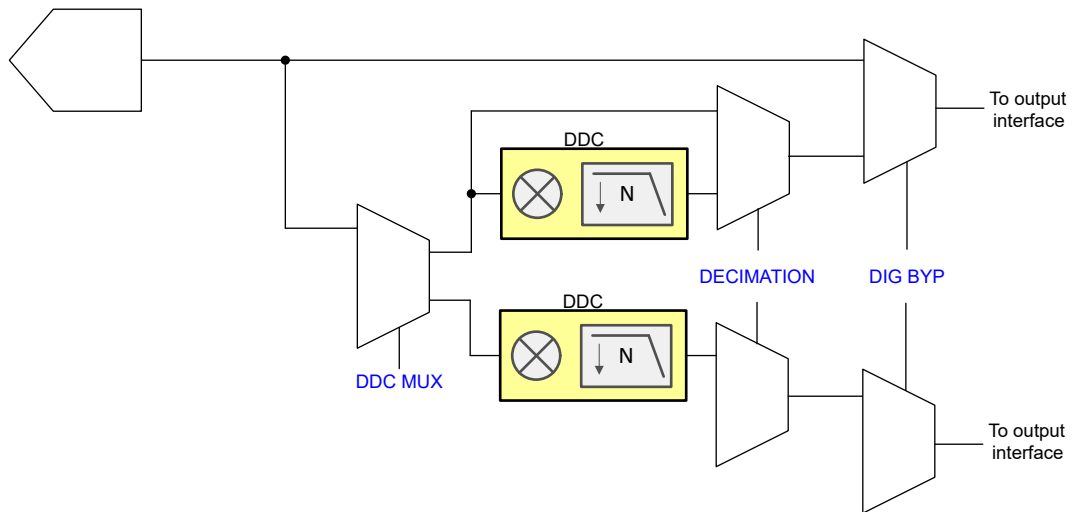 To output
interface
DDC
N
DECIMATION
DIG BYP
DDC
N
DDC MUX
To output
interface